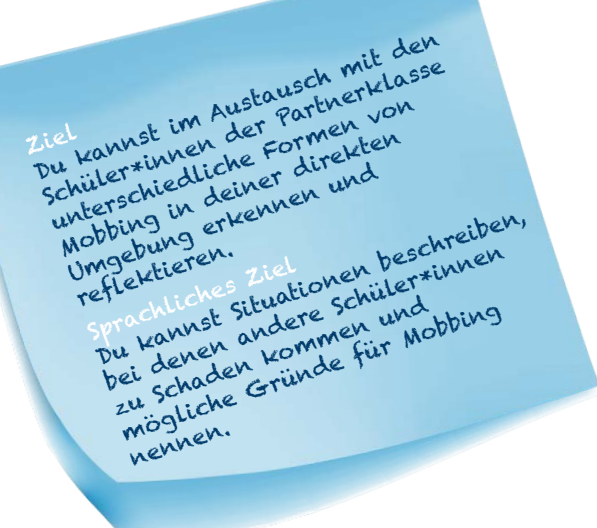 Ziel
Du kannst im Austausch mit den
Schüler*innen der Partnerklasse
unterschiedliche Formen von
Mobbing in deiner direkten
Umgebung erkennen und
reflektieren.
Sprachliches Ziel
Du kannst Situationen beschreiben,
bei denen andere Schüler*innen
zu Schaden kommen und
mögliche Gründe für Mobbing
nennen.